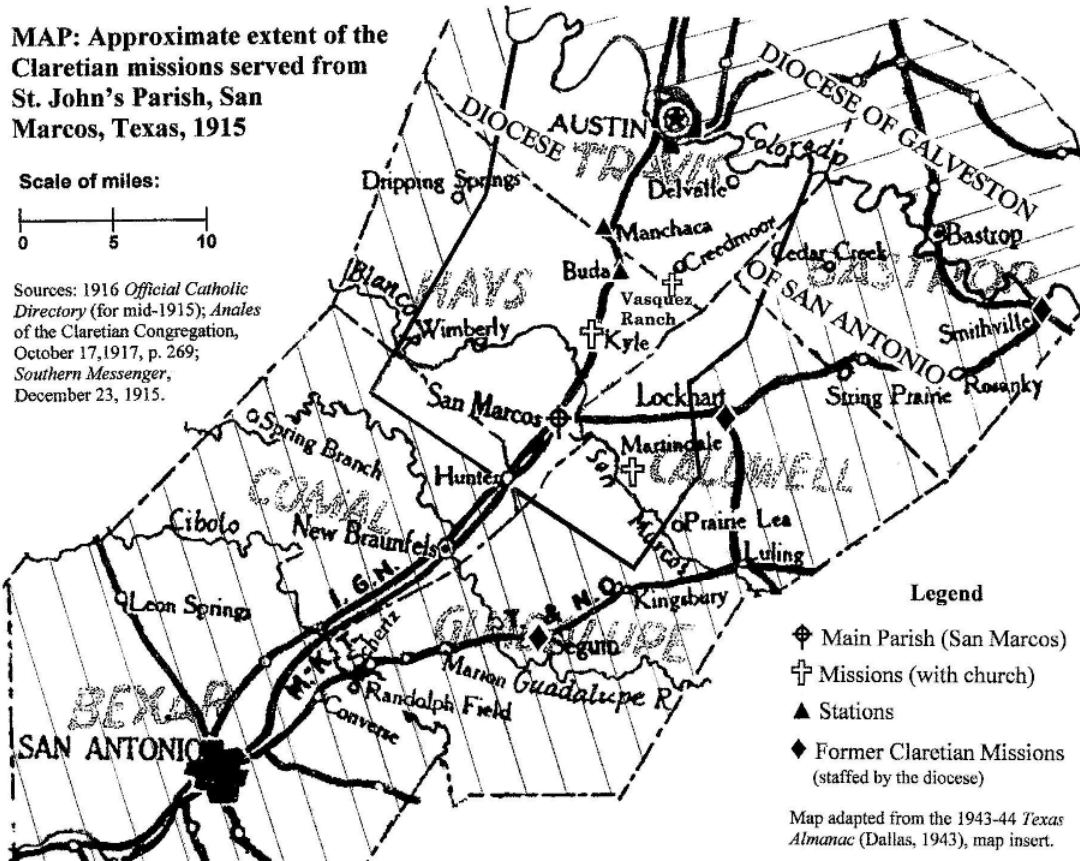 MAP: Approximate extent of the
Claretian missions served from
St. John's Parish, San
Marcos, Texas, 1915
Scale of miles:
0 5 10
Sources: 1916 Official Catholic
Directory (for mid-1915); Anales
of the Claretian Congregation,
October 17,1917, p. 269;
Southern Messenger,
December 23, 1915.
DIOCESE OF GALVESTON
DIOCESE
OF SAN ANTONIO
AUSTIN
TRAVIS
Colorado
Dripping Springs
Delvalle
Manchaca
Creedmoor
Bastrop
Cedar Creek
BASTROP
Buda
Vasquez
Ranch
Blanco
HAYS
Wimberly
Kyle
Smithville
San Marcos
Lockhart
String Prairie
Rosanky
Spring Branch
Martindale
San
Marcos
CALDWELL
Hunter
COMAL
Cibolo
New Braunfels
Prairie Lea
Luling
I. G. N.
T. & N. O.
Kingsbury
Leon Springs
M.-K.-T.
Schertz
GUADALUPE
Seguin
Marion
Guadalupe R.
Randolph Field
Converse
BEXAR
SAN ANTONIO
Legend
Main Parish (San Marcos)
Missions (with church)
Stations
Former Claretian Missions
(staffed by the diocese)
Map adapted from the 1943-44 Texas
Almanac (Dallas, 1943), map insert.